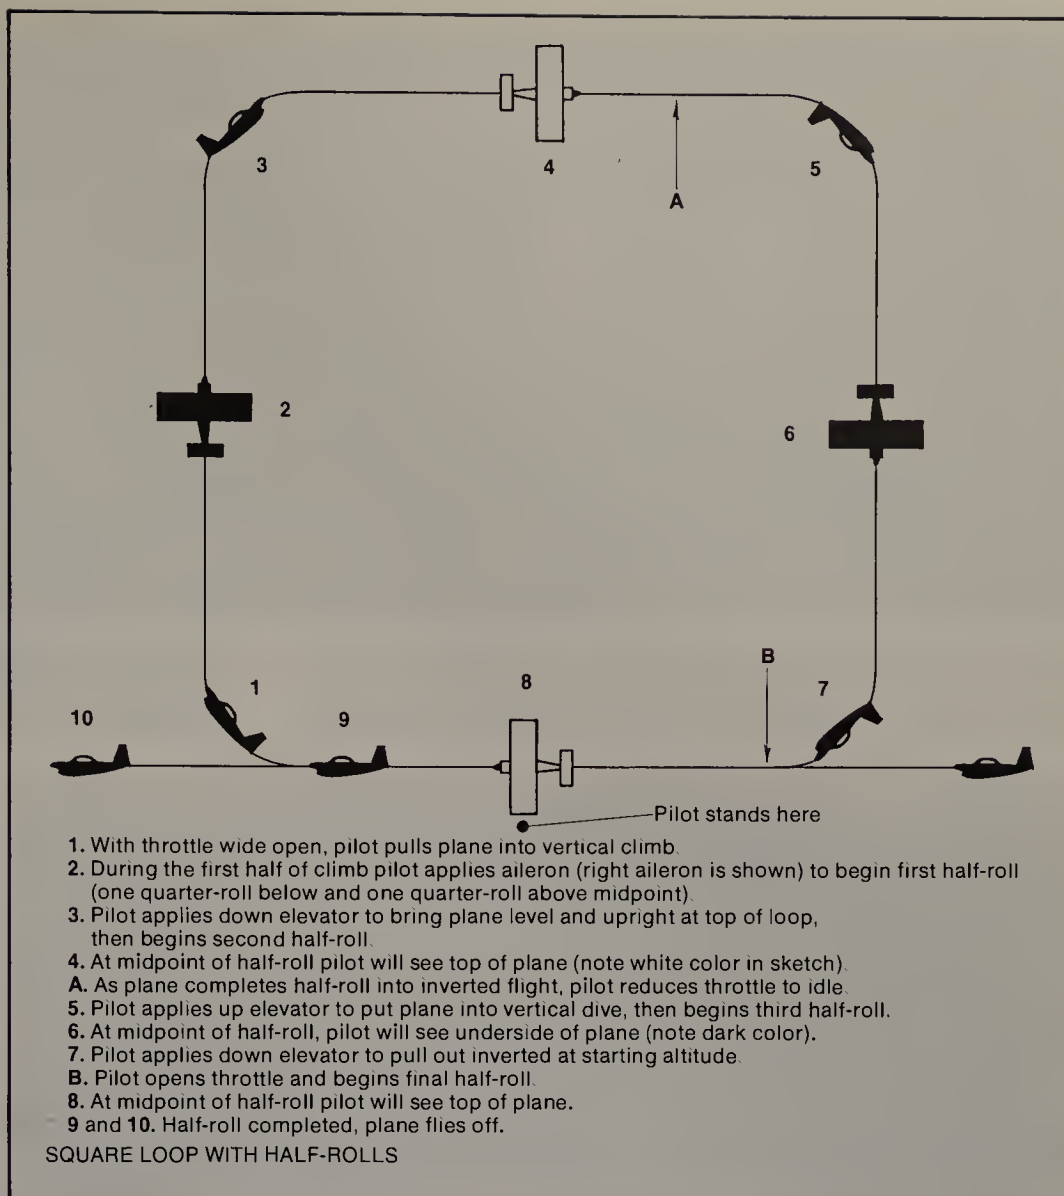 3
4
5
A
2
6
B
1
8
7
10
9
Pilot stands here
1. With throttle wide open, pilot pulls plane into vertical climb.
2. During the first half of climb pilot applies aileron (right aileron is shown) to begin first half-roll
(one quarter-roll below and one quarter-roll above midpoint).
3. Pilot applies down elevator to bring plane level and upright at top of loop,
then begins second half-roll.
4. At midpoint of half-roll pilot will see top of plane (note white color in sketch).
A. As plane completes half-roll into inverted flight, pilot reduces throttle to idle.
5. Pilot applies up elevator to put plane into vertical dive, then begins third half-roll.
6. At midpoint of half-roll, pilot will see underside of plane (note dark color).
7. Pilot applies down elevator to pull out inverted at starting altitude.
B. Pilot opens throttle and begins final half-roll.
8. At midpoint of half-roll pilot will see top of plane.
9 and 10. Half-roll completed, plane flies off.
SQUARE LOOP WITH HALF-ROLLS